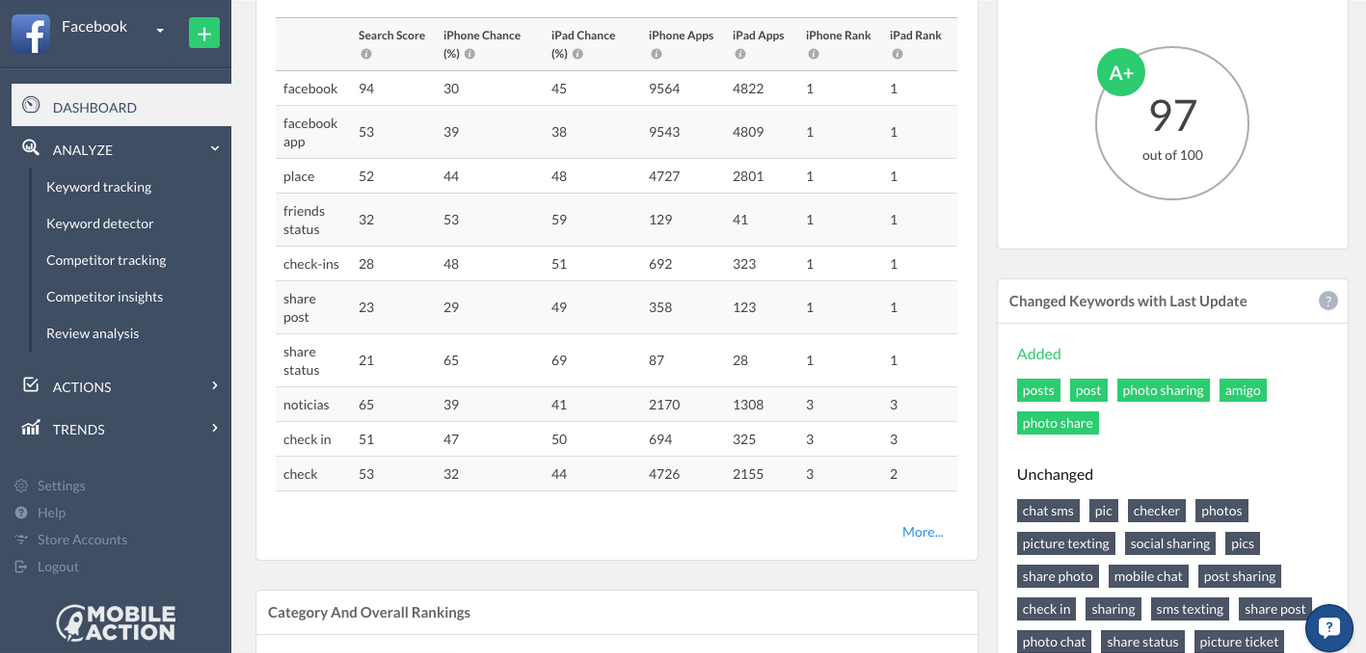 Facebook
+
DASHBOARD
ANALYZE
Keyword tracking
Keyword detector
Competitor tracking
Competitor insights
Review analysis
ACTIONS
TRENDS
Settings
Help
Store Accounts
Logout
MOBILE
ACTION
Search Score iPhone Chance (%) iPad Chance (%) iPhone Apps iPad Apps iPhone Rank iPad Rank
facebook 94 30 45 9564 4822 1 1
facebook app 53 39 38 9543 4809 1 1
place 52 44 48 4727 2801 1 1
friends status 32 53 59 129 41 1 1
check-ins 28 48 51 692 323 1 1
share post 23 29 49 358 123 1 1
share status 21 65 69 87 28 1 1
noticias 65 39 41 2170 1308 3 3
check in 51 47 50 694 325 3 3
check 53 32 44 4726 2155 3 2
More...
Category And Overall Rankings
A+
97
out of 100
Changed Keywords with Last Update ?
Added
posts post photo sharing amigo
photo share
Unchanged
chat sms pic checker photos
picture texting social sharing pics
share photo mobile chat post sharing
check in sharing sms texting share post
photo chat share status picture ticket
?